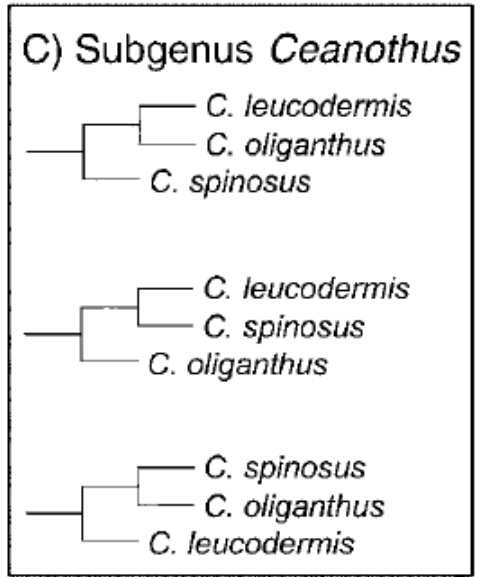 C) Subgenus Ceanothus
C. leucodermis
C. oliganthus
C. spinosus
C. leucodermis
C. spinosus
C. oliganthus
C. spinosus
C. oliganthus
C. leucodermis